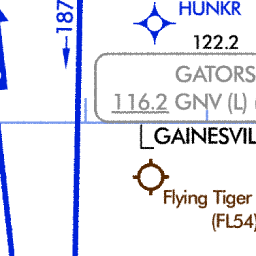 HUNKR
187
122.2
GATORS
116.2 GNV (L)
GAINESVIL
Flying Tiger
(FL54)